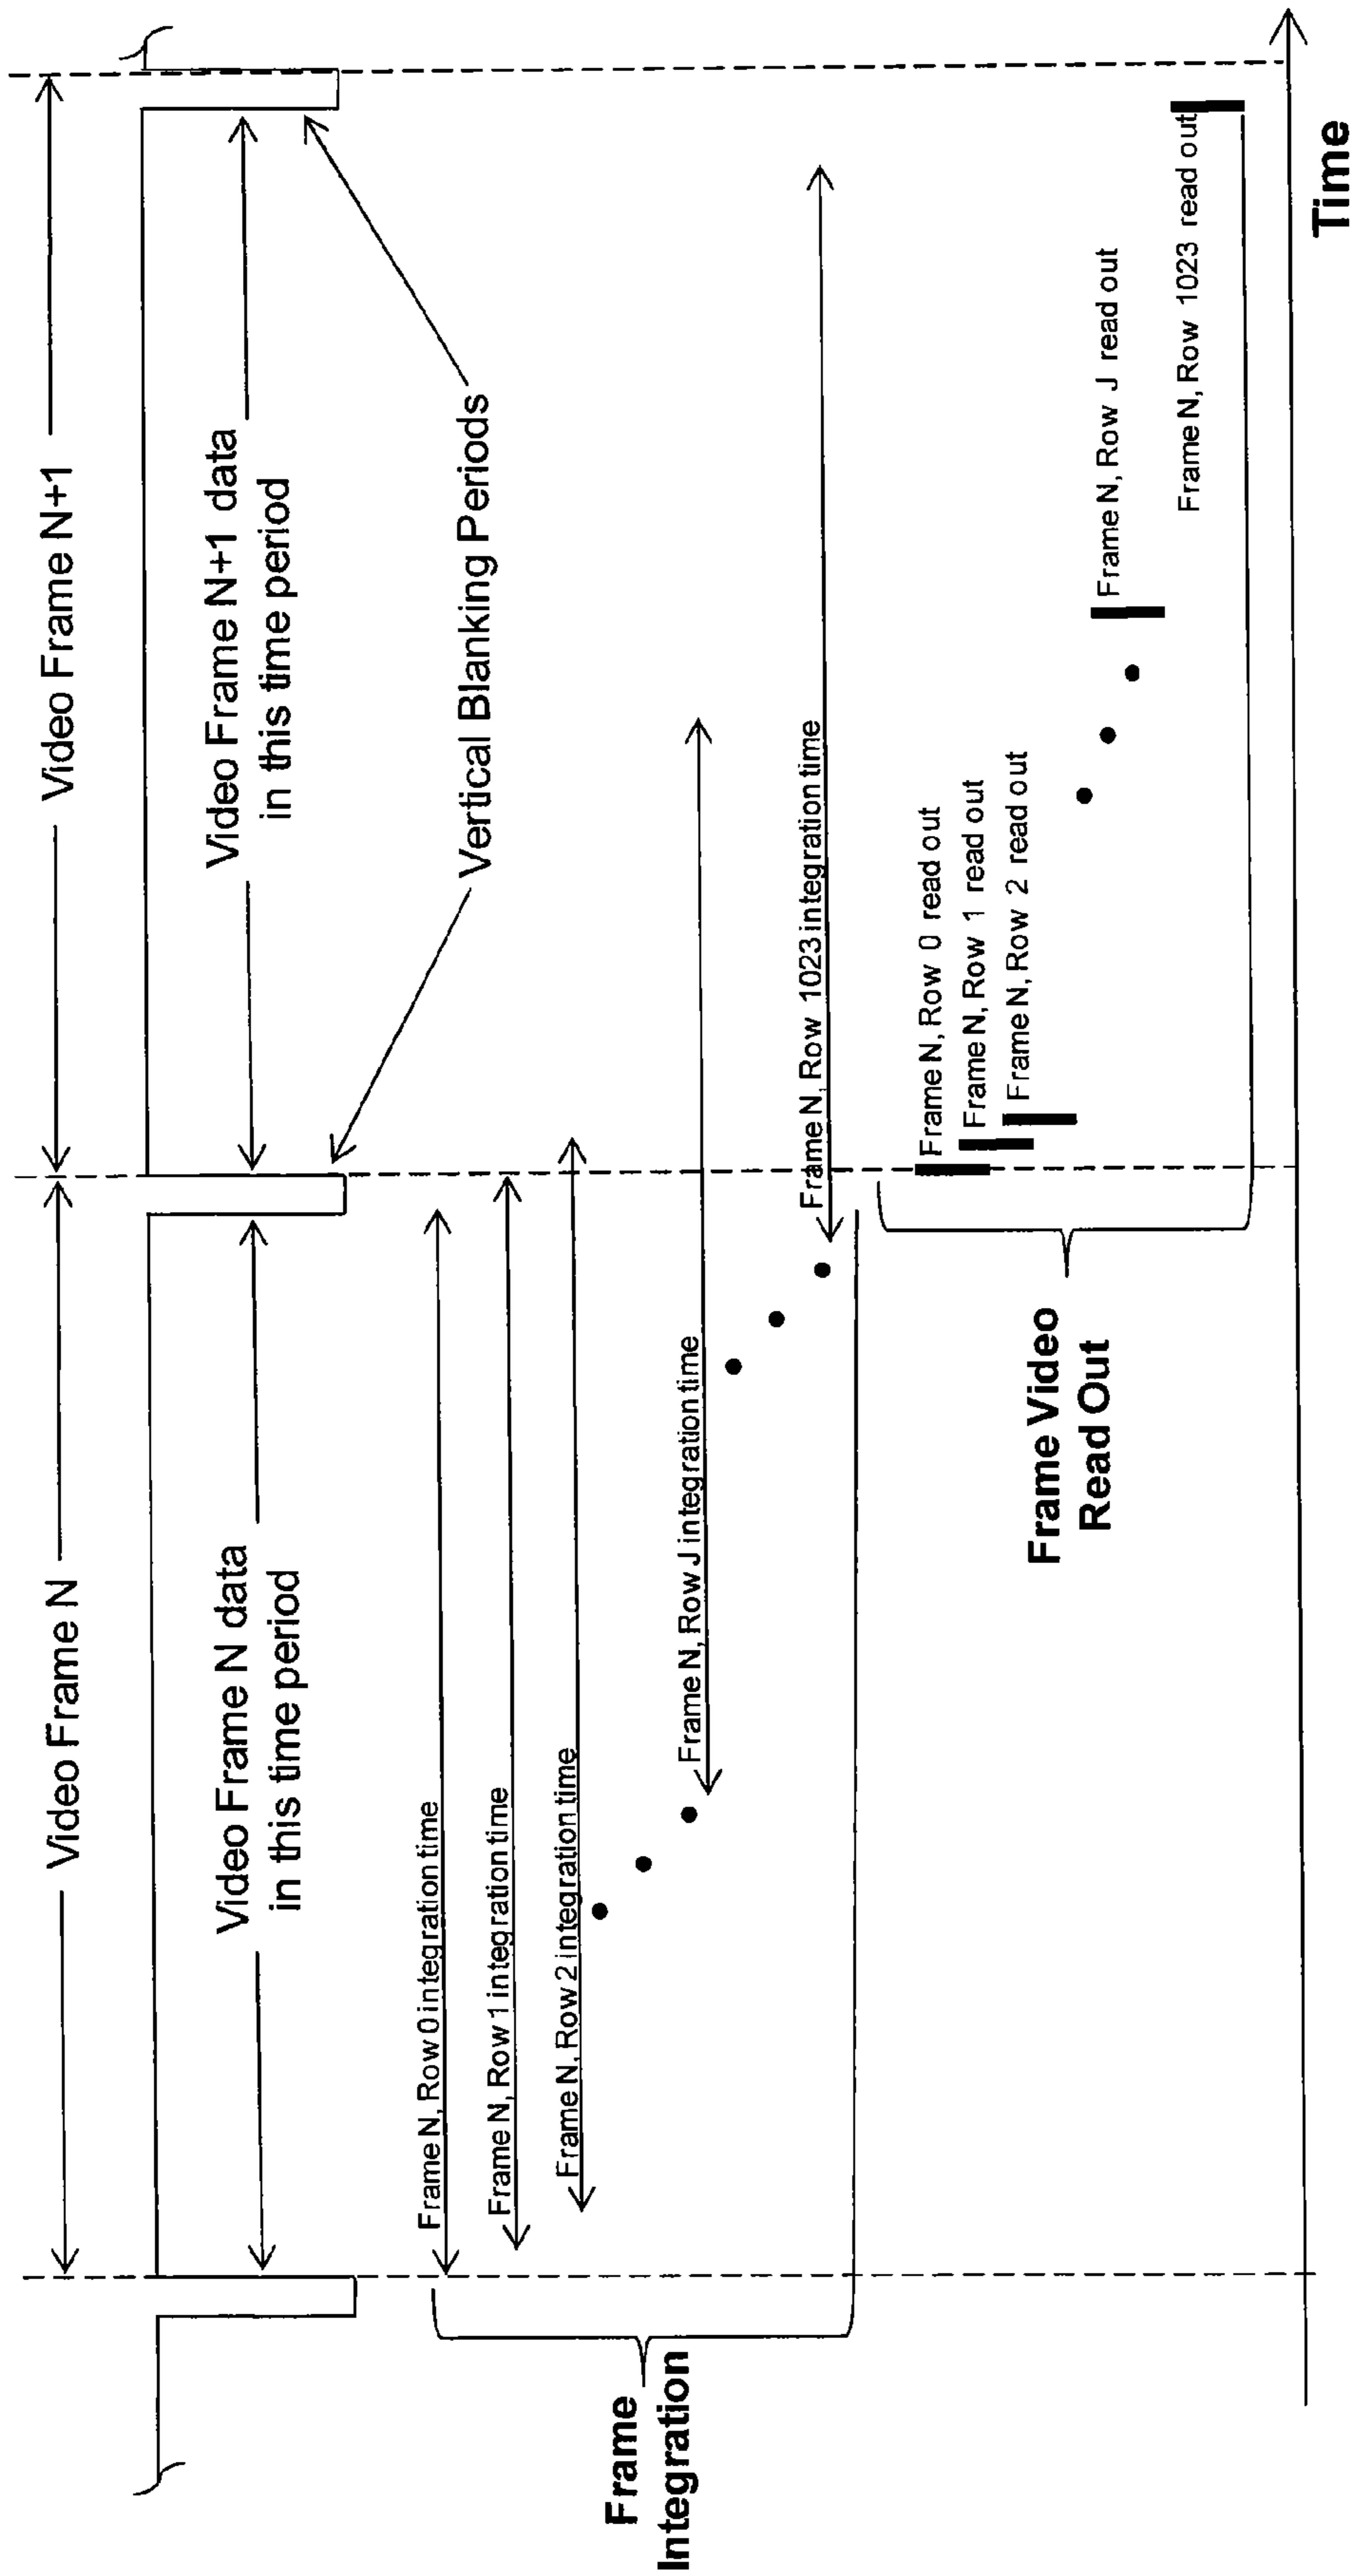 Video Frame N
Video Frame N+1
Video Frame N data
in this time period
Video Frame N+1 data
in this time period
Vertical Blanking Periods
Frame N, Row 0 integration time
Frame N, Row 1 integration time
Frame N, Row 2 integration time
Frame N, Row J integration time
Frame N, Row 1023 integration time
Frame
Integration
Frame N, Row 0 read out
Frame N, Row 1 read out
Frame N, Row 2 read out
Frame N, Row J read out
Frame N, Row 1023 read out
Frame Video
Read Out
Time